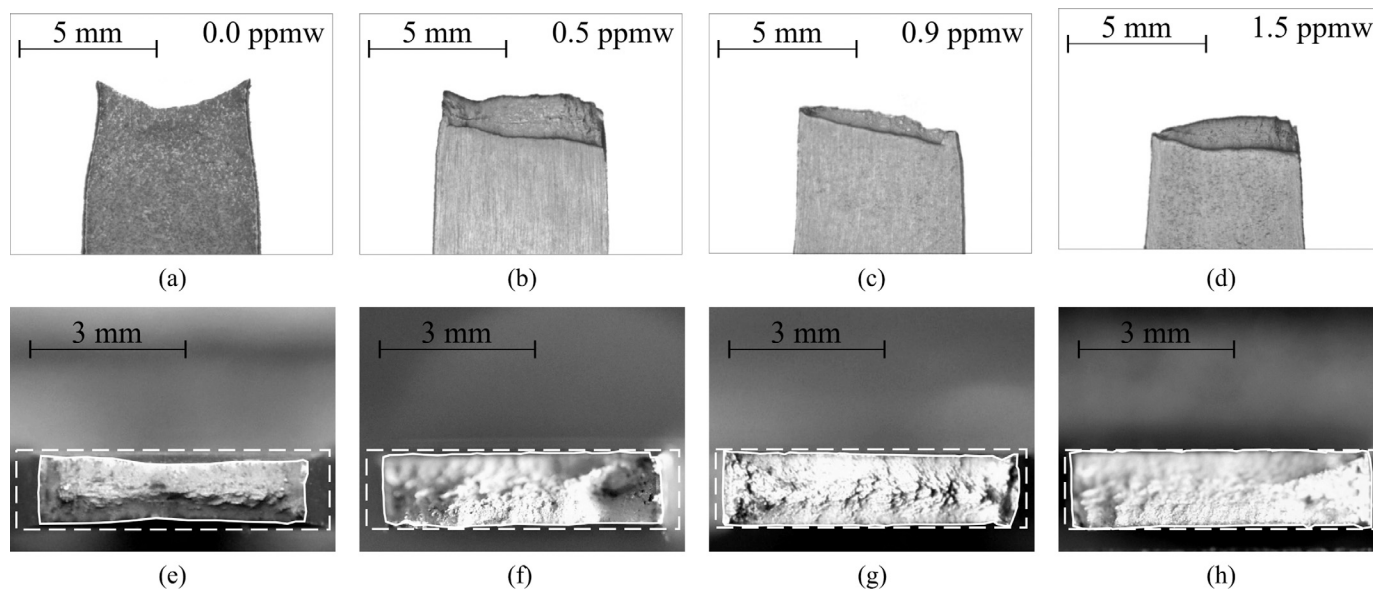 5 mm 0.0 ppmw
5 mm 0.5 ppmw
5 mm 0.9 ppmw
5 mm 1.5 ppmw
(a)
(b)
(c)
(d)
3 mm
3 mm
3 mm
3 mm
(e)
(f)
(g)
(h)